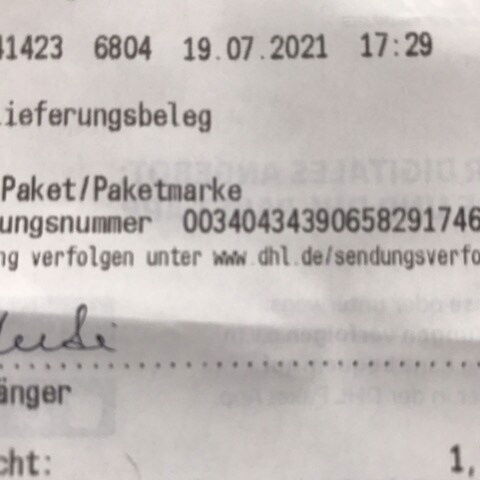 41423 6804 19.07.2021 17:29
ieferungsbeleg
Paket/Paketmarke
ungsnummer 00340434390658291746
ng verfolgen unter www.dhl.de/sendungsverfo
änger
cht: 1,